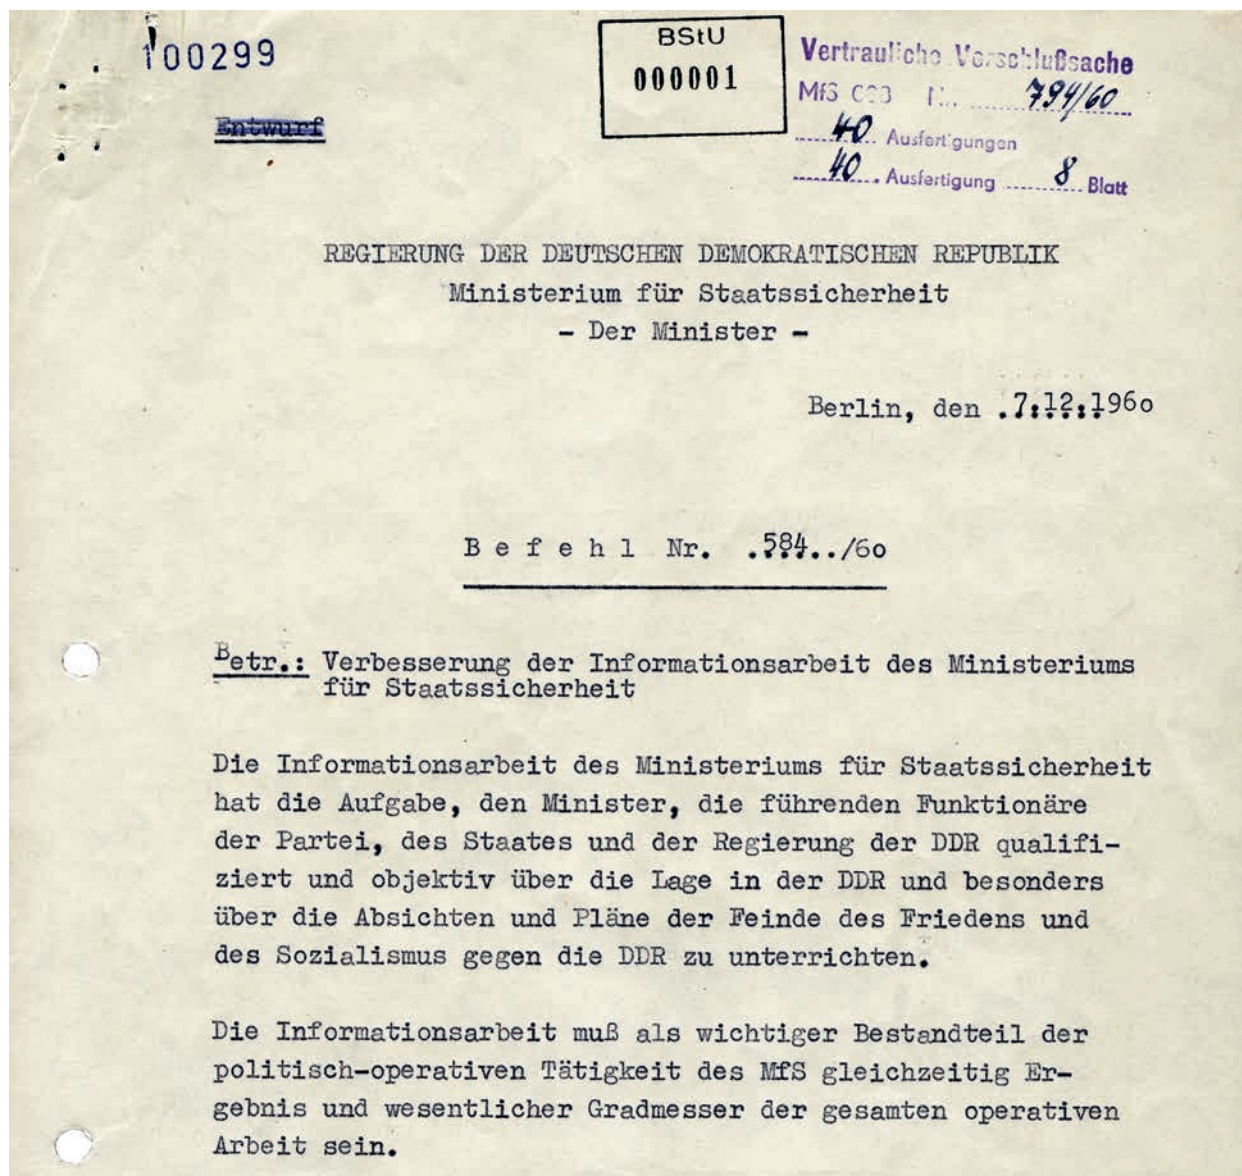 100299
BStU
000001
Vertrauliche Verschlußsache
MfS 794/60
40 Ausfertigungen
40. Ausfertigung 8 Blatt
Entwurf
REGIERUNG DER DEUTSCHEN DEMOKRATISCHEN REPUBLIK
Ministerium für Staatssicherheit
- Der Minister -
Berlin, den .7.12.1960
B e f e h l Nr. .584../60
Betr.: Verbesserung der Informationsarbeit des Ministeriums
für Staatssicherheit
Die Informationsarbeit des Ministeriums für Staatssicherheit
hat die Aufgabe, den Minister, die führenden Funktionäre
der Partei, des Staates und der Regierung der DDR qualifi-
ziert und objektiv über die Lage in der DDR und besonders
über die Absichten und Pläne der Feinde des Friedens und
des Sozialismus gegen die DDR zu unterrichten.
Die Informationsarbeit muß als wichtiger Bestandteil der
politisch-operativen Tätigkeit des MfS gleichzeitig Er-
gebnis und wesentlicher Gradmesser der gesamten operativen
Arbeit sein.